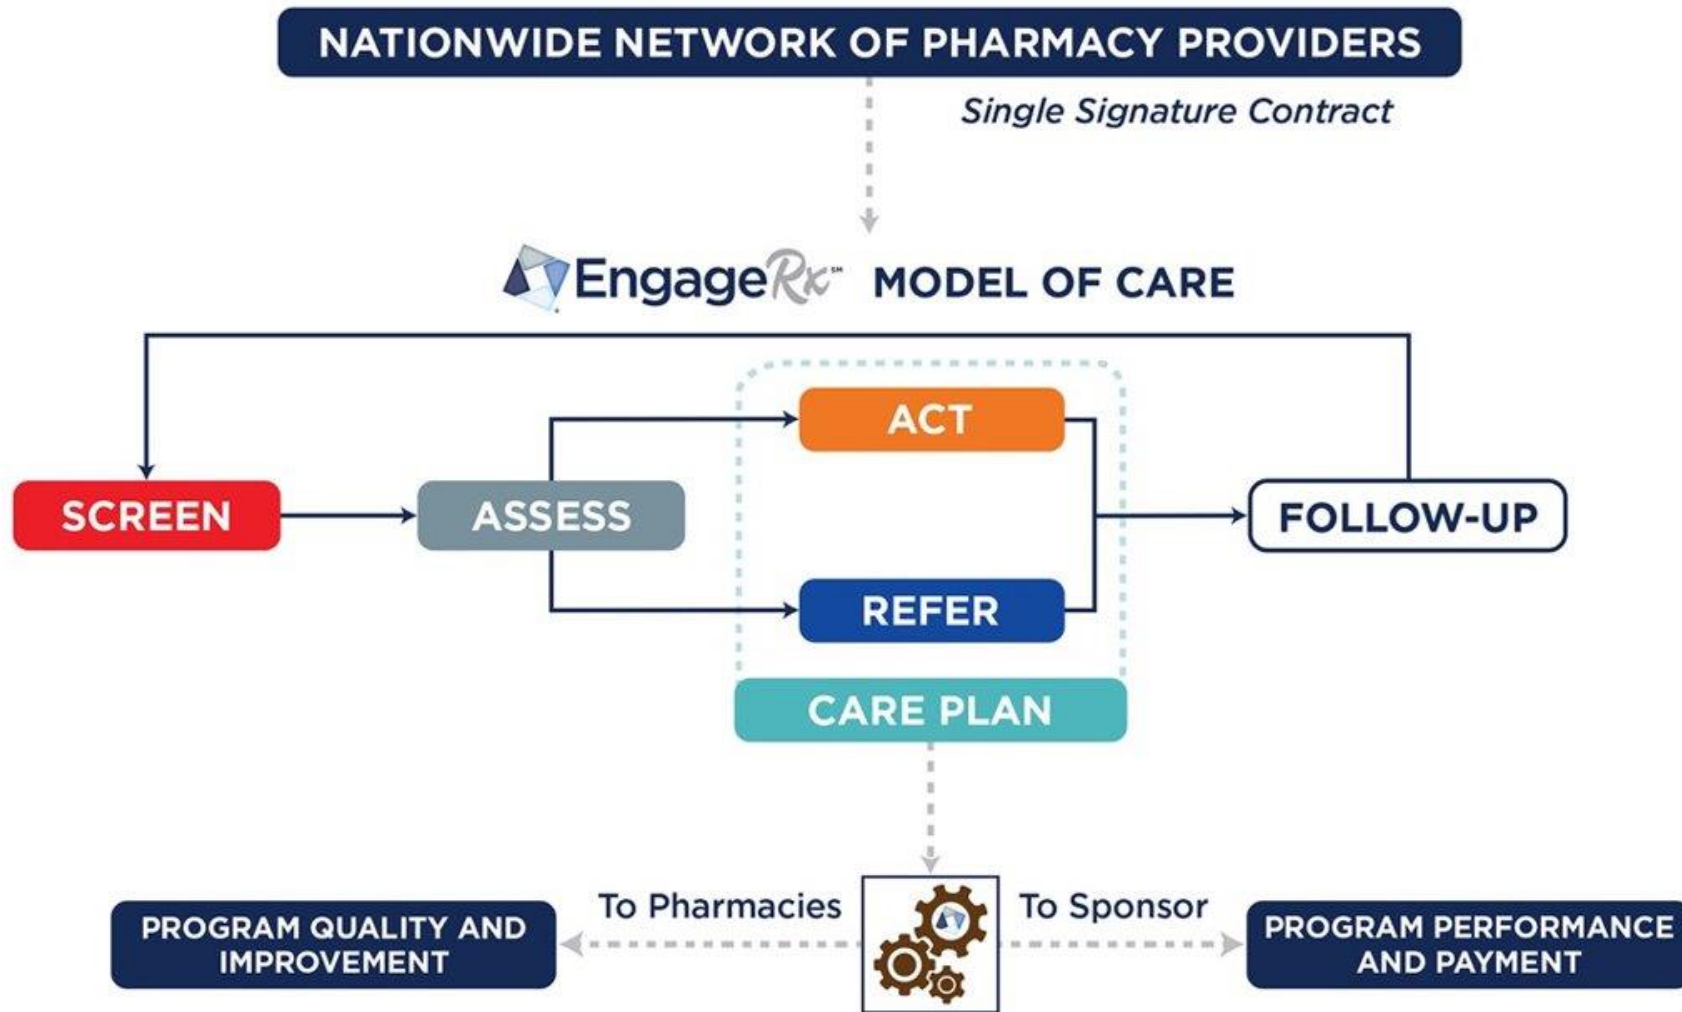 NATIONWIDE NETWORK OF PHARMACY PROVIDERS
Single Signature Contract
EngageRx℠ MODEL OF CARE
ACT
SCREEN
ASSESS
FOLLOW-UP
REFER
CARE PLAN
To Pharmacies
To Sponsor
PROGRAM QUALITY AND
IMPROVEMENT
PROGRAM PERFORMANCE
AND PAYMENT